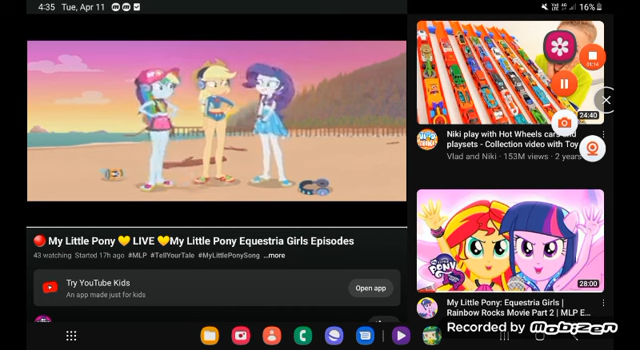 4:35 Tue, Apr 11
16%
01:14
24:40
Niki play with Hot Wheels cars and
playsets - Collection video with Toy
Vlad and Niki · 153M views · 2 years
🔴My Little Pony 💛 LIVE 💛My Little Pony Equestria Girls Episodes
43 watching Started 17h ago #MLP #TellYourTale #MyLittlePonySong ...more
Try YouTube Kids
An app made just for kids
Open app
28:00
My Little Pony: Equestria Girls |
Rainbow Rocks Movie Part 2 | MLP E...
Recorded by Mobizen